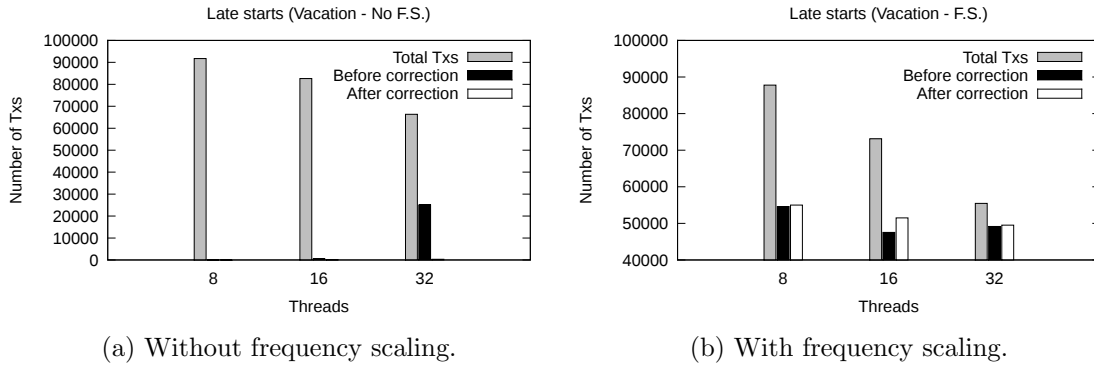 Late starts (Vacation - No F.S.)
100000
90000
80000
70000
60000
50000
40000
30000
20000
10000
0
Number of Txs
Total Txs
Before correction
After correction
8 16 32
Threads
(a) Without frequency scaling.
Late starts (Vacation - F.S.)
100000
90000
80000
70000
60000
50000
40000
Number of Txs
Total Txs
Before correction
After correction
8 16 32
Threads
(b) With frequency scaling.